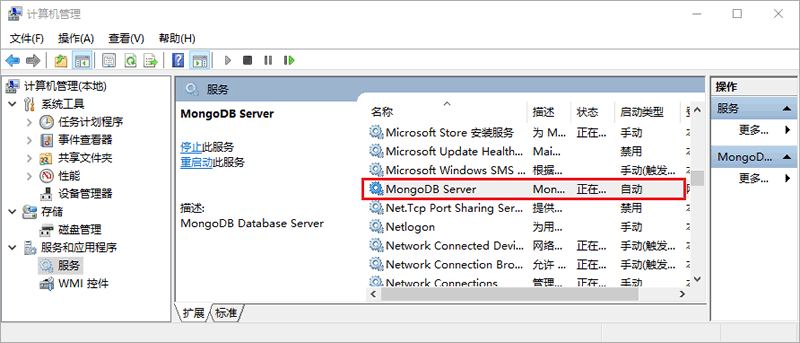 计算机管理
文件(F) 操作(A) 查看(V) 帮助(H)
计算机管理(本地)
系统工具
任务计划程序
事件查看器
共享文件夹
性能
设备管理器
存储
磁盘管理
服务和应用程序
服务
WMI 控件
服务
MongoDB Server
停止此服务
重启动此服务
描述:
MongoDB Database Server
名称 描述 状态 启动类型
Microsoft Store 安装服务 为 M... 正在... 手动
Microsoft Update Health... Mai... 禁用
Microsoft Windows SMS ... 根据... 手动(触发...
MongoDB Server Mon... 正在... 自动
Net.Tcp Port Sharing Ser... 提供... 禁用
Netlogon 为用... 手动
Network Connected Devi... 网络... 正在... 手动(触发...
Network Connection Bro... 允许 ... 正在... 手动(触发...
Network Connections 管理... 手动
扩展 标准
操作
服务
更多...
MongoD...
更多...